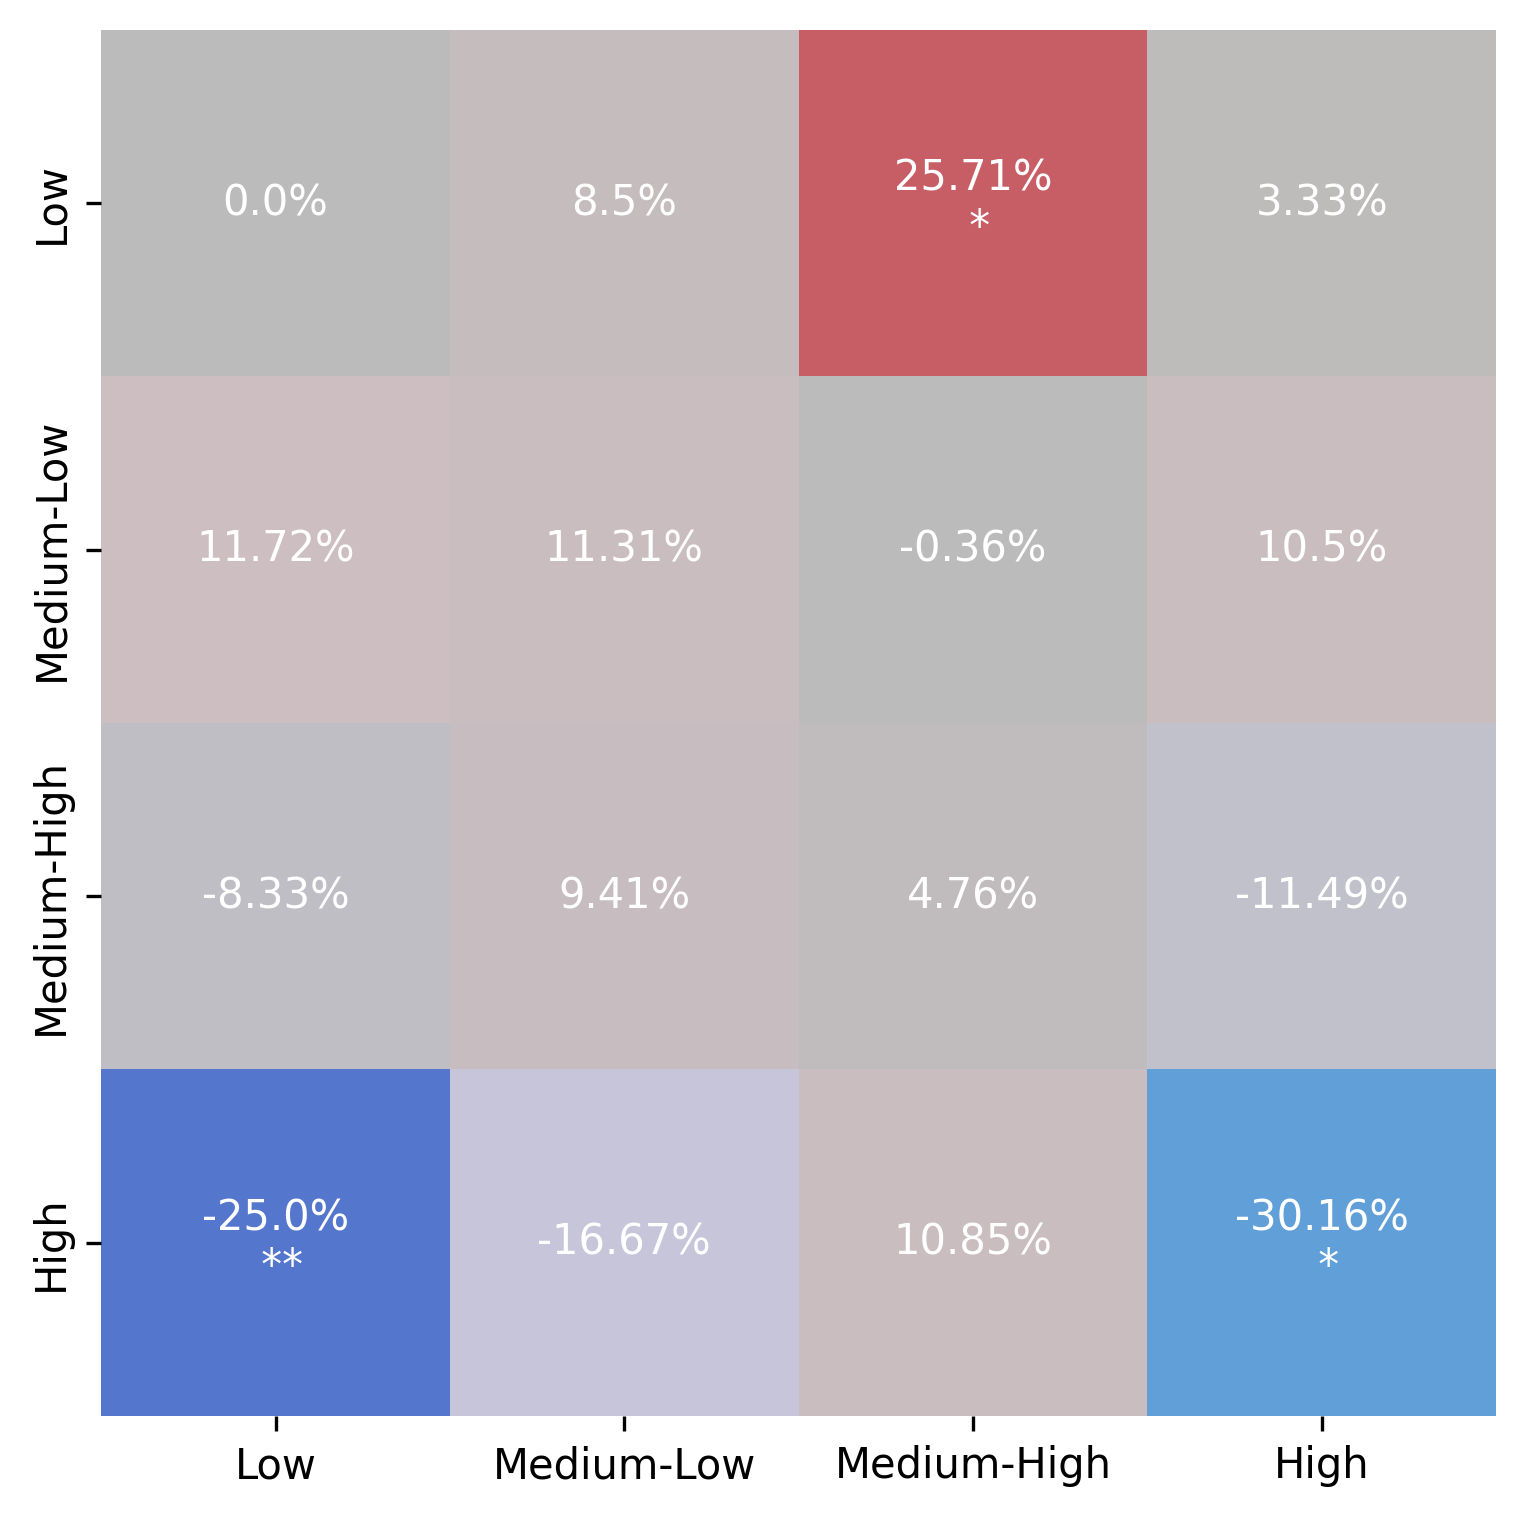 Low
0.0%
8.5%
25.71%
*
3.33%
Medium-Low
11.72%
11.31%
-0.36%
10.5%
Medium-High
-8.33%
9.41%
4.76%
-11.49%
High
-25.0%
**
-16.67%
10.85%
-30.16%
*
Low
Medium-Low
Medium-High
High